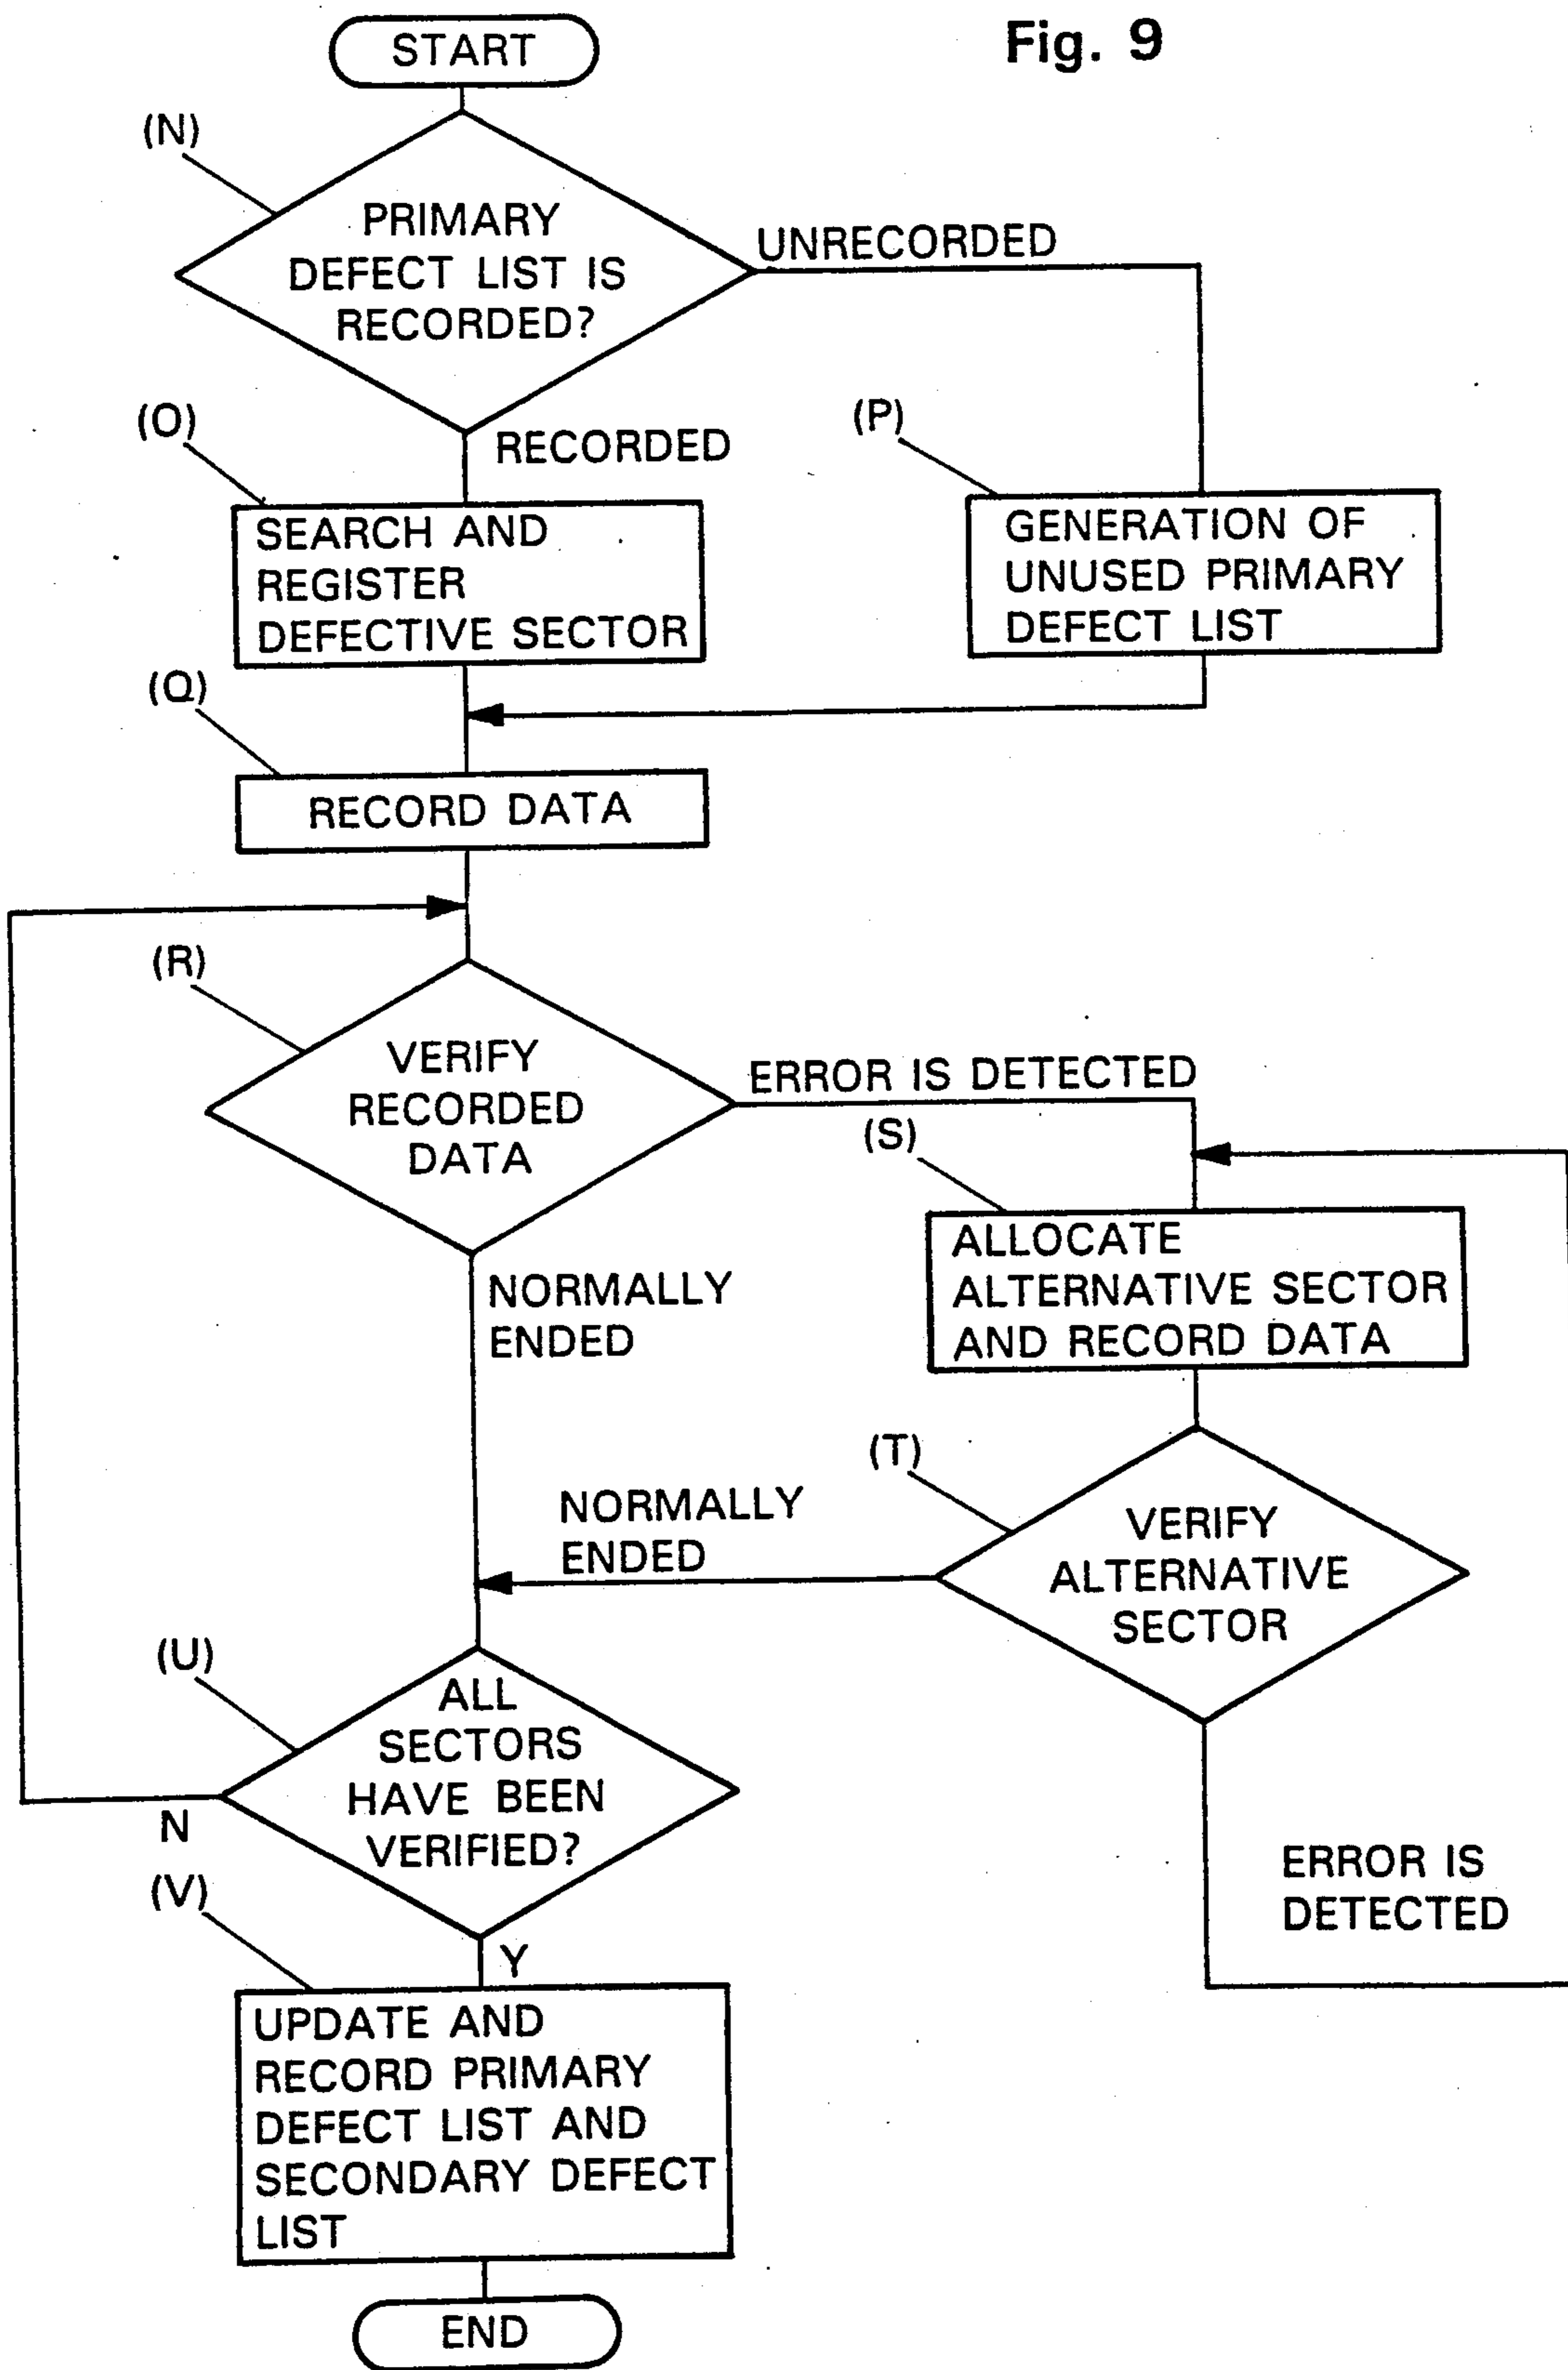 Fig. 9
START
(N)
PRIMARY
DEFECT LIST IS
RECORDED?
UNRECORDED
(O)
RECORDED
(P)
SEARCH AND
REGISTER
DEFECTIVE SECTOR
GENERATION OF
UNUSED PRIMARY
DEFECT LIST
(Q)
RECORD DATA
(R)
VERIFY
RECORDED
DATA
ERROR IS DETECTED
(S)
ALLOCATE
ALTERNATIVE SECTOR
AND RECORD DATA
NORMALLY
ENDED
(T)
VERIFY
ALTERNATIVE
SECTOR
NORMALLY
ENDED
(U)
ALL
SECTORS
HAVE BEEN
VERIFIED?
N
ERROR IS
DETECTED
(V)
Y
UPDATE AND
RECORD PRIMARY
DEFECT LIST AND
SECONDARY DEFECT
LIST
END